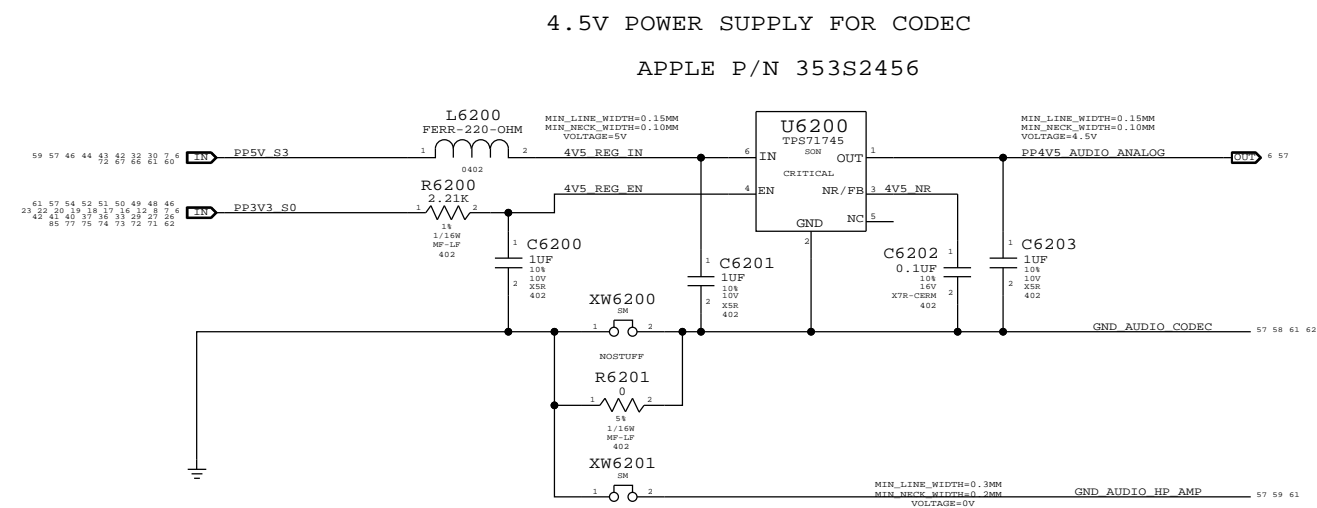 4.5V POWER SUPPLY FOR CODEC
APPLE P/N 353S2456
L6200
FERR-220-OHM
MIN_LINE_WIDTH=0.15MM
MIN_NECK_WIDTH=0.10MM
VOLTAGE=5V
U6200
TPS71745
SON
CRITICAL
MIN_LINE_WIDTH=0.15MM
MIN_NECK_WIDTH=0.10MM
VOLTAGE=4.5V
59 57 46 44 43 42 32 30 7 6
72 67 66 61 60
IN PP5V_S3 1 2 4V5_REG_IN 6 IN OUT 1 PP4V5_AUDIO_ANALOG OUT 6 57
0402
R6200
2.21K
4V5_REG_EN 4 EN NR/FB 3 4V5_NR
61 57 54 52 51 50 49 48 46
23 22 20 19 18 17 16 12 8 7 6
42 41 40 37 36 33 29 27 26
85 77 75 74 73 72 71 62
IN PP3V3_S0 1 2
1%
1/16W
MF-LF
402
GND NC 5
2
1 C6200
1UF
10%
10V
X5R
402
2
1 C6201
1UF
10%
10V
X5R
402
2
C6202 1
0.1UF
10%
16V
X7R-CERM
402
2
1 C6203
1UF
10%
10V
X5R
402
2
XW6200
SM
1 2
GND_AUDIO_CODEC 57 58 61 62
NOSTUFF
R6201
0
1 2
5%
1/16W
MF-LF
402
XW6201
SM
1 2
MIN_LINE_WIDTH=0.3MM
MIN_NECK_WIDTH=0.2MM
VOLTAGE=0V
GND_AUDIO_HP_AMP 57 59 61